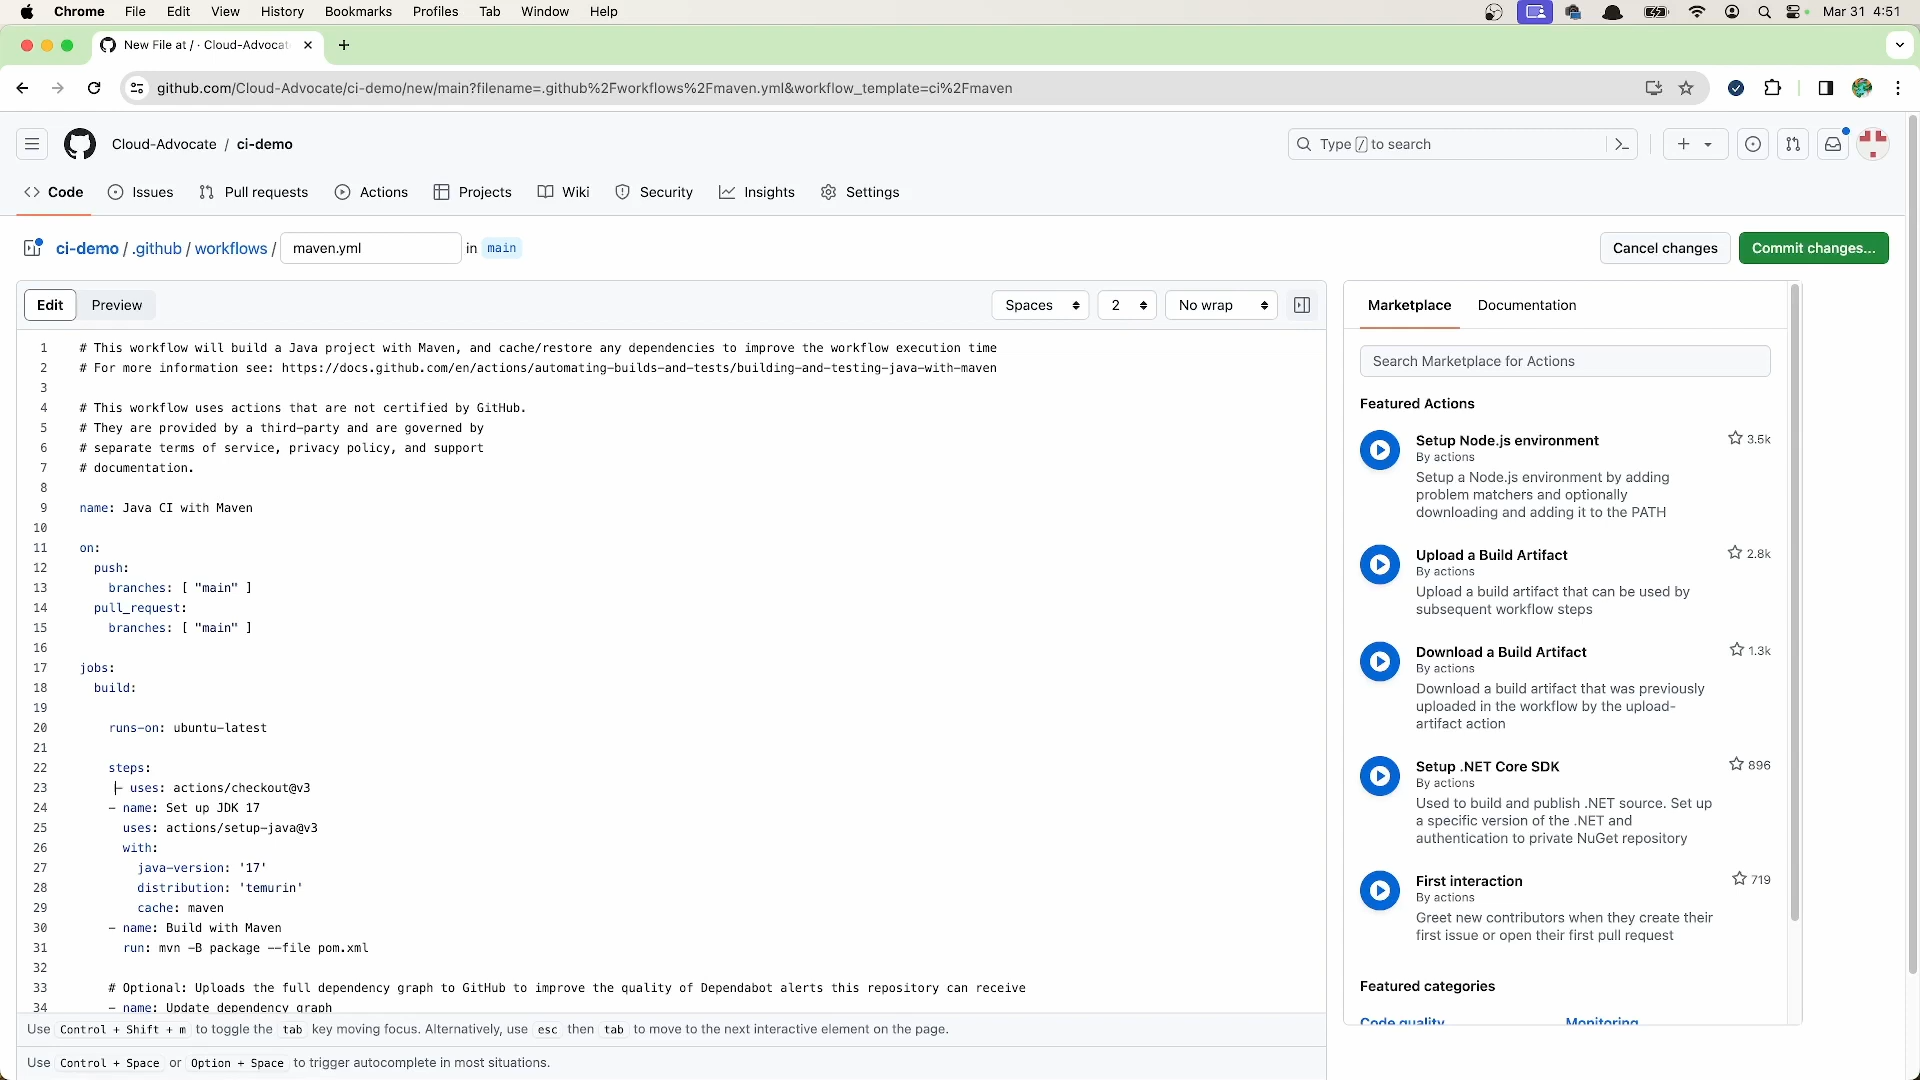 Chrome File Edit View History Bookmarks Profiles Tab Window Help Mar 31 4:51
New File at / · Cloud-Advocat
github.com/Cloud-Advocate/ci-demo/new/main?filename=.github%2Fworkflows%2Fmaven.yml&workflow_template=ci%2Fmaven
Cloud-Advocate / ci-demo Type / to search
Code Issues Pull requests Actions Projects Wiki Security Insights Settings
ci-demo / .github / workflows / maven.yml in main Cancel changes Commit changes...
Edit Preview Spaces 2 No wrap
1 # This workflow will build a Java project with Maven, and cache/restore any dependencies to improve the workflow execution time
2 # For more information see: https://docs.github.com/en/actions/automating-builds-and-tests/building-and-testing-java-with-maven
3
4 # This workflow uses actions that are not certified by GitHub.
5 # They are provided by a third-party and are governed by
6 # separate terms of service, privacy policy, and support
7 # documentation.
8
9 name: Java CI with Maven
10
11 on:
12 push:
13 branches: [ "main" ]
14 pull_request:
15 branches: [ "main" ]
16
17 jobs:
18 build:
19
20 runs-on: ubuntu-latest
21
22 steps:
23 - uses: actions/checkout@v3
24 - name: Set up JDK 17
25 uses: actions/setup-java@v3
26 with:
27 java-version: '17'
28 distribution: 'temurin'
29 cache: maven
30 - name: Build with Maven
31 run: mvn -B package --file pom.xml
32
33 # Optional: Uploads the full dependency graph to GitHub to improve the quality of Dependabot alerts this repository can receive
34 - name: Update dependency graph
Use Control + Shift + m to toggle the tab key moving focus. Alternatively, use esc then tab to move to the next interactive element on the page.
Use Control + Space or Option + Space to trigger autocomplete in most situations.
Marketplace Documentation
Search Marketplace for Actions
Featured Actions
Setup Node.js environment 3.5k
By actions
Setup a Node.js environment by adding
problem matchers and optionally
downloading and adding it to the PATH
Upload a Build Artifact 2.8k
By actions
Upload a build artifact that can be used by
subsequent workflow steps
Download a Build Artifact 1.3k
By actions
Download a build artifact that was previously
uploaded in the workflow by the upload-
artifact action
Setup .NET Core SDK 896
By actions
Used to build and publish .NET source. Set up
a specific version of the .NET and
authentication to private NuGet repository
First interaction 719
By actions
Greet new contributors when they create their
first issue or open their first pull request
Featured categories
Code quality Monitoring